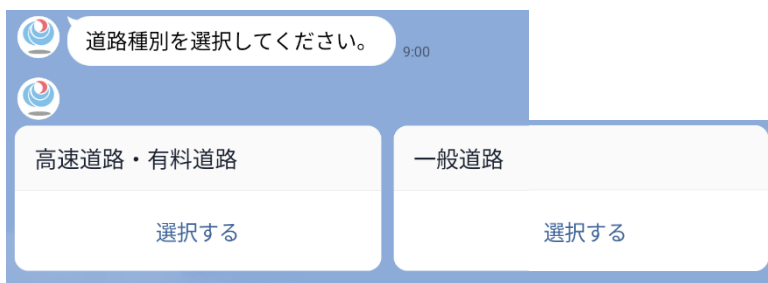 道路種別を選択してください。
9:00
高速道路・有料道路
一般道路
選択する
選択する